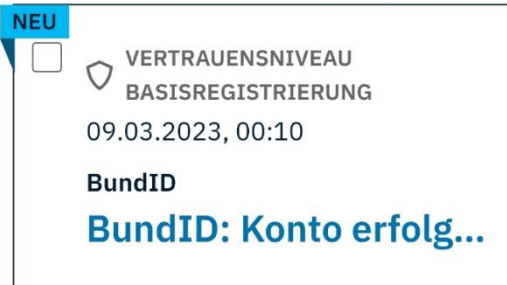 NEU
VERTRAUENSNIVEAU
BASISREGISTRIERUNG
09.03.2023, 00:10
BundID
BundID: Konto erfolg...